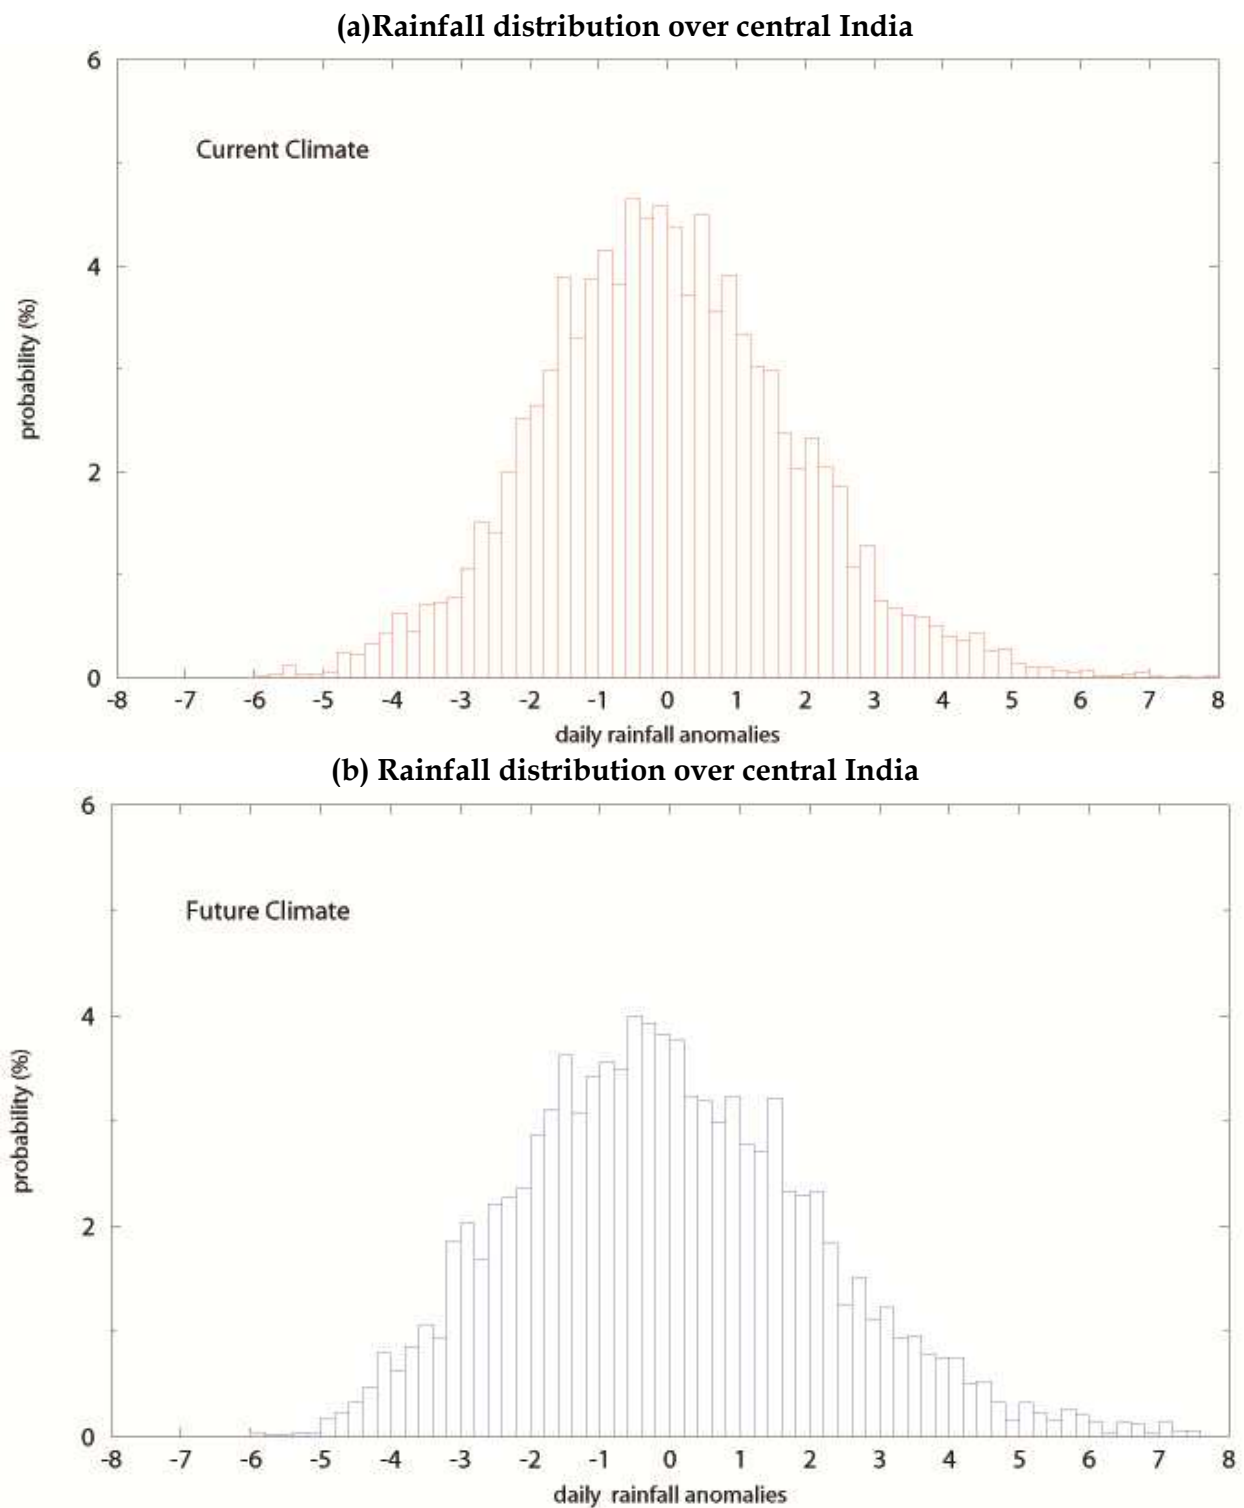 (a)Rainfall distribution over central India
6
Current Climate
4
probability (%)
2
0
-8 -7 -6 -5 -4 -3 -2 -1 0 1 2 3 4 5 6 7 8
daily rainfall anomalies
(b) Rainfall distribution over central India
6
Future Climate
4
probability (%)
2
0
-8 -7 -6 -5 -4 -3 -2 -1 0 1 2 3 4 5 6 7 8
daily rainfall anomalies